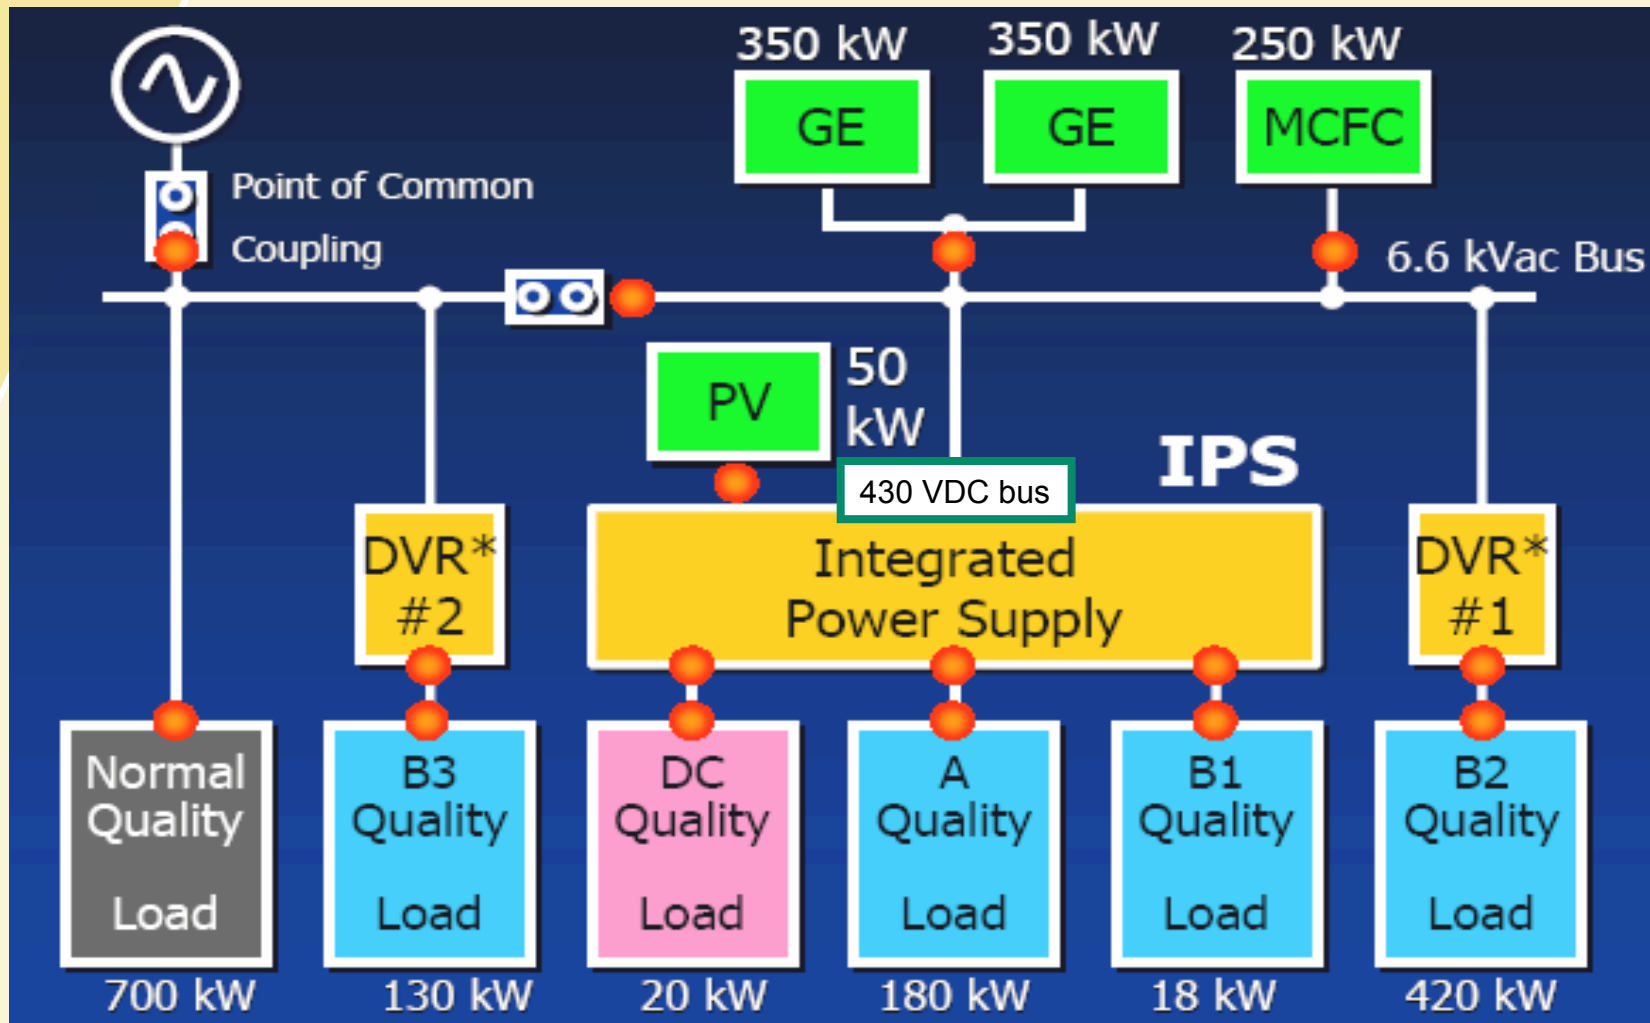 350 kW
350 kW
250 kW
GE
GE
MCFC
Point of Common
Coupling
6.6 kVac Bus
PV
50
kW
IPS
430 VDC bus
DVR*
#2
Integrated
Power Supply
DVR*
#1
Normal
Quality
Load
B3
Quality
Load
DC
Quality
Load
A
Quality
Load
B1
Quality
Load
B2
Quality
Load
700 kW
130 kW
20 kW
180 kW
18 kW
420 kW